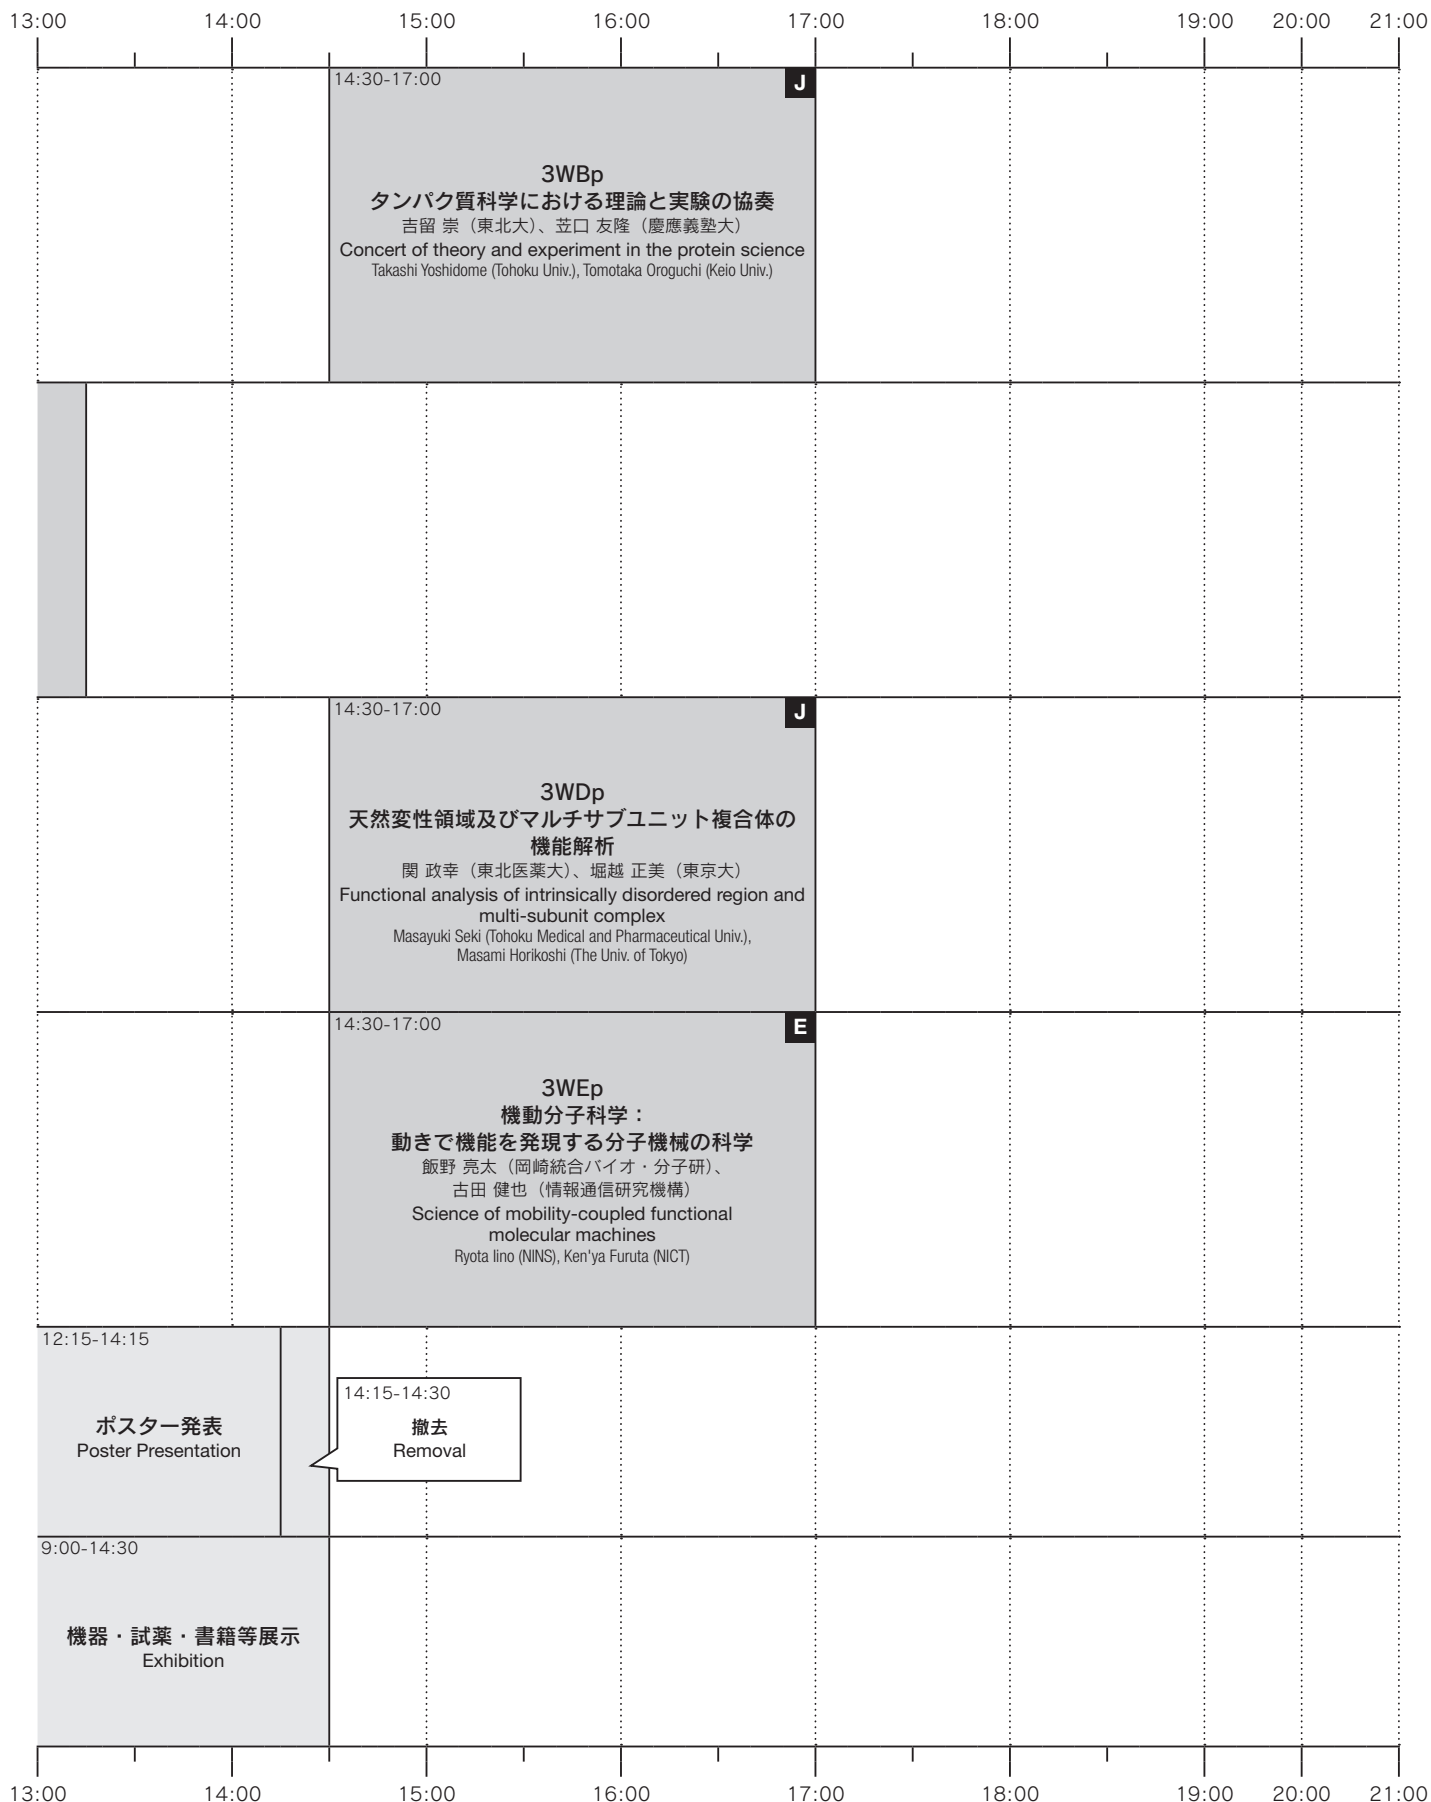 13:00 14:00 15:00 16:00 17:00 18:00 19:00 20:00 21:00
14:30-17:00
J
3WBp
タンパク質科学における理論と実験の協奏
吉留 崇（東北大）、苙口 友隆（慶應義塾大）
Concert of theory and experiment in the protein science
Takashi Yoshidome (Tohoku Univ.), Tomotaka Oroguchi (Keio Univ.)
14:30-17:00
J
3WDp
天然変性領域及びマルチサブユニット複合体の
機能解析
関 政幸（東北医薬大）、堀越 正美（東京大）
Functional analysis of intrinsically disordered region and
multi-subunit complex
Masayuki Seki (Tohoku Medical and Pharmaceutical Univ.),
Masami Horikoshi (The Univ. of Tokyo)
14:30-17:00
E
3WEp
機動分子科学：
動きで機能を発現する分子機械の科学
飯野 亮太（岡崎統合バイオ・分子研）、
古田 健也（情報通信研究機構）
Science of mobility-coupled functional
molecular machines
Ryota Iino (NINS), Ken'ya Furuta (NICT)
12:15-14:15
ポスター発表
Poster Presentation
14:15-14:30
撤去
Removal
9:00-14:30
機器・試薬・書籍等展示
Exhibition
13:00 14:00 15:00 16:00 17:00 18:00 19:00 20:00 21:00